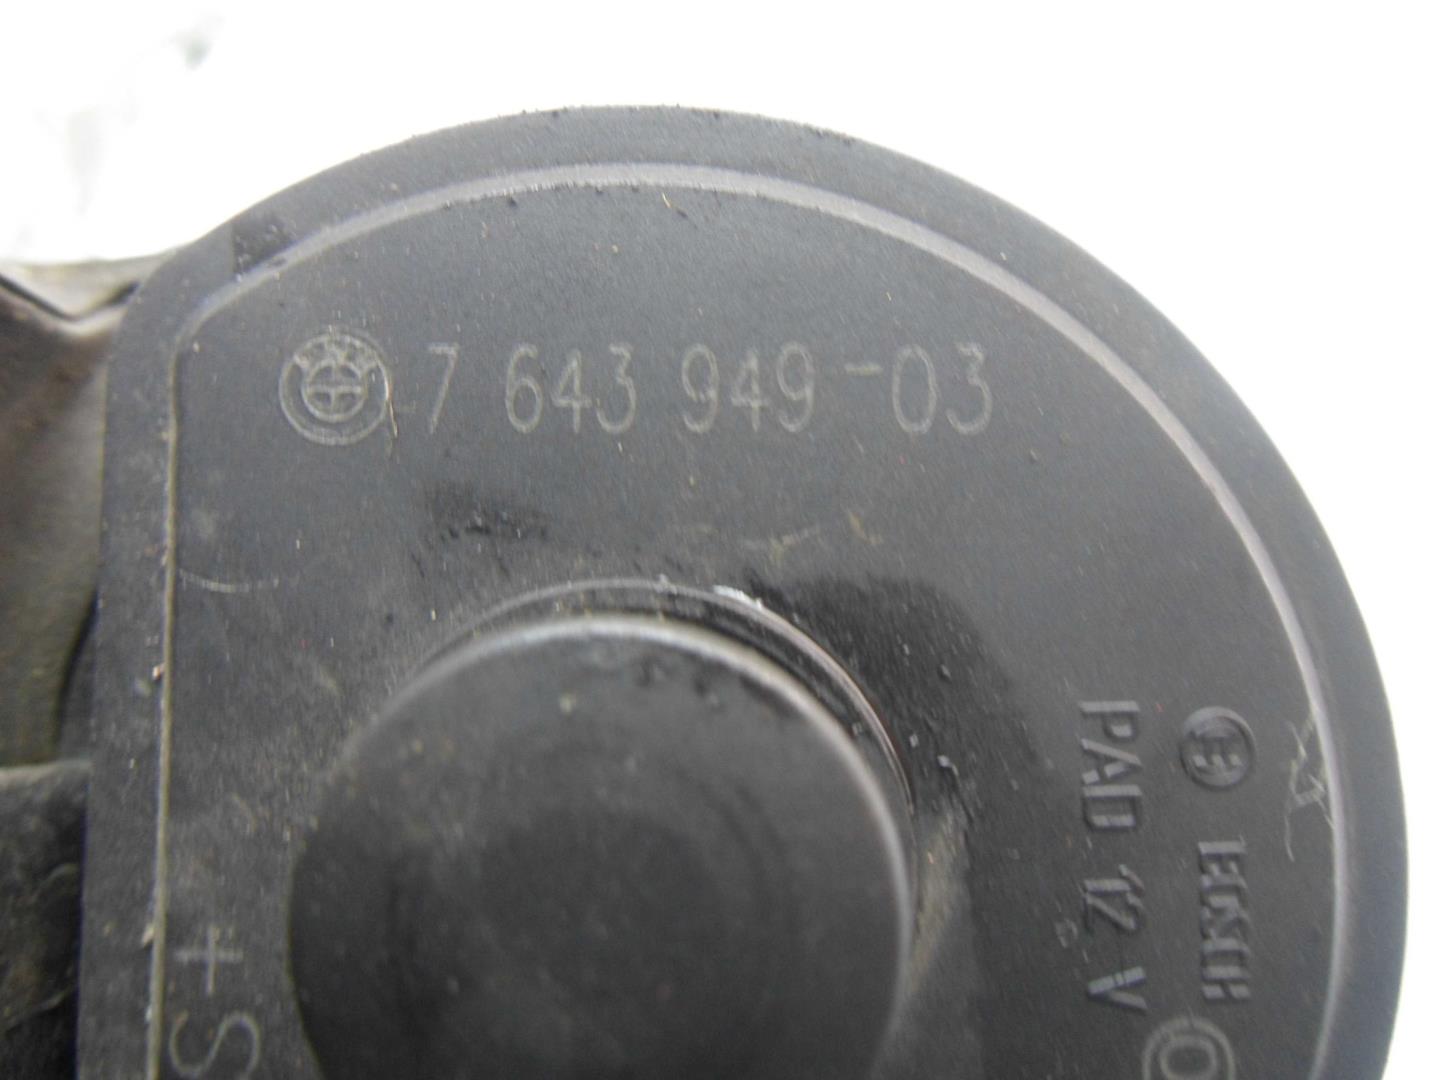 7 643 949-03
BOSCH
PAD 12 V
+S